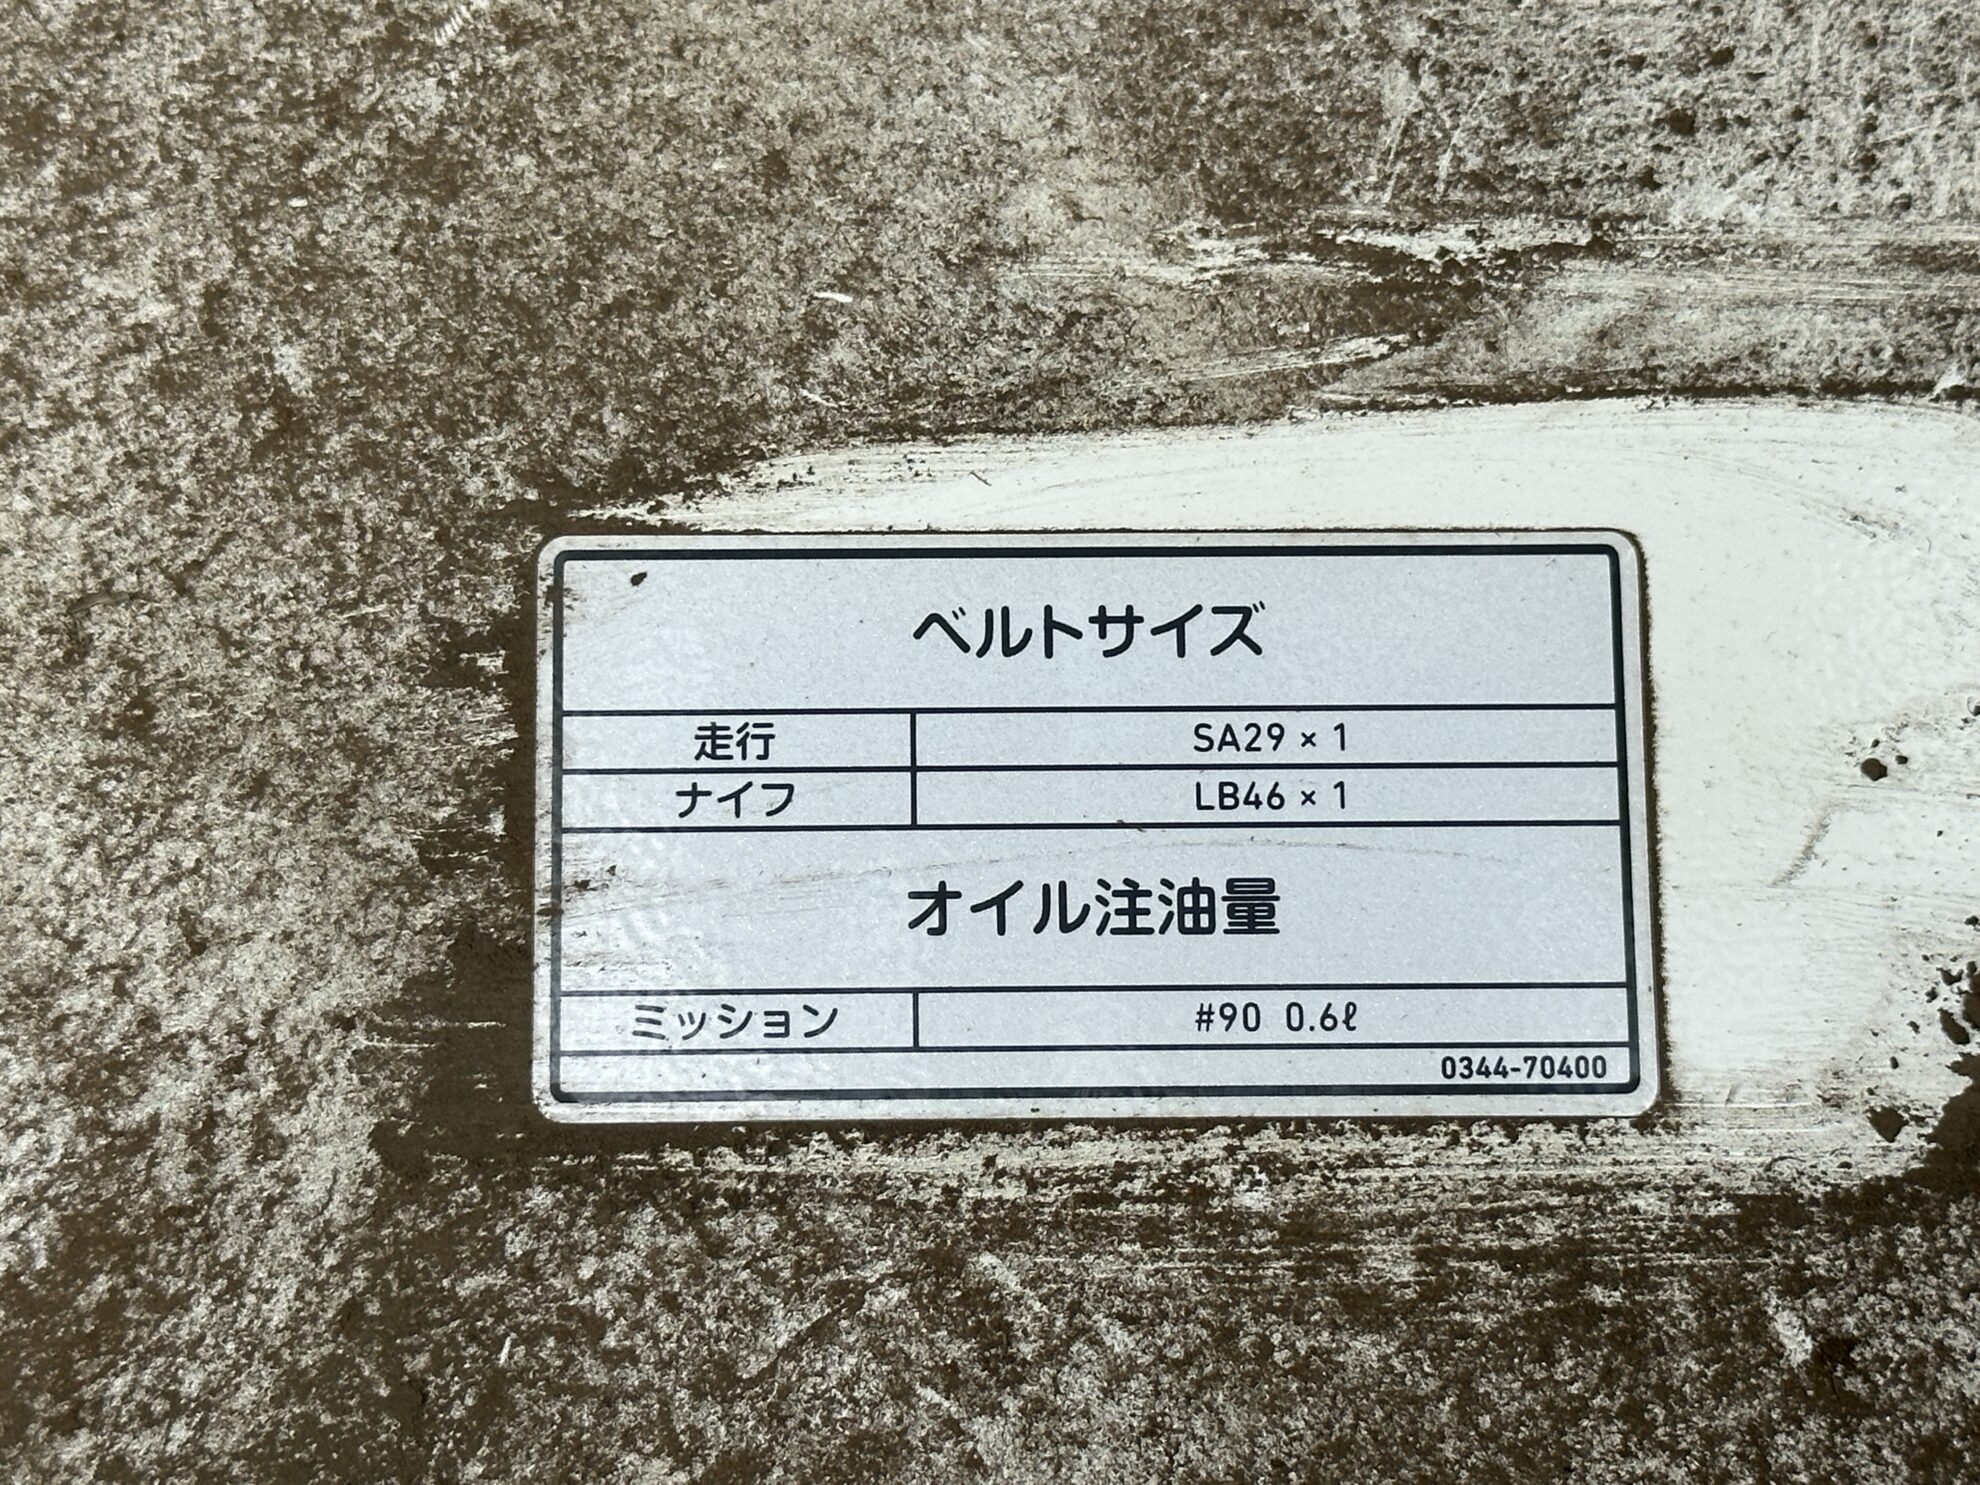 ベルトサイズ
走行 SA29 × 1
ナイフ LB46 × 1
オイル注油量
ミッション #90 0.6ℓ
0344-70400